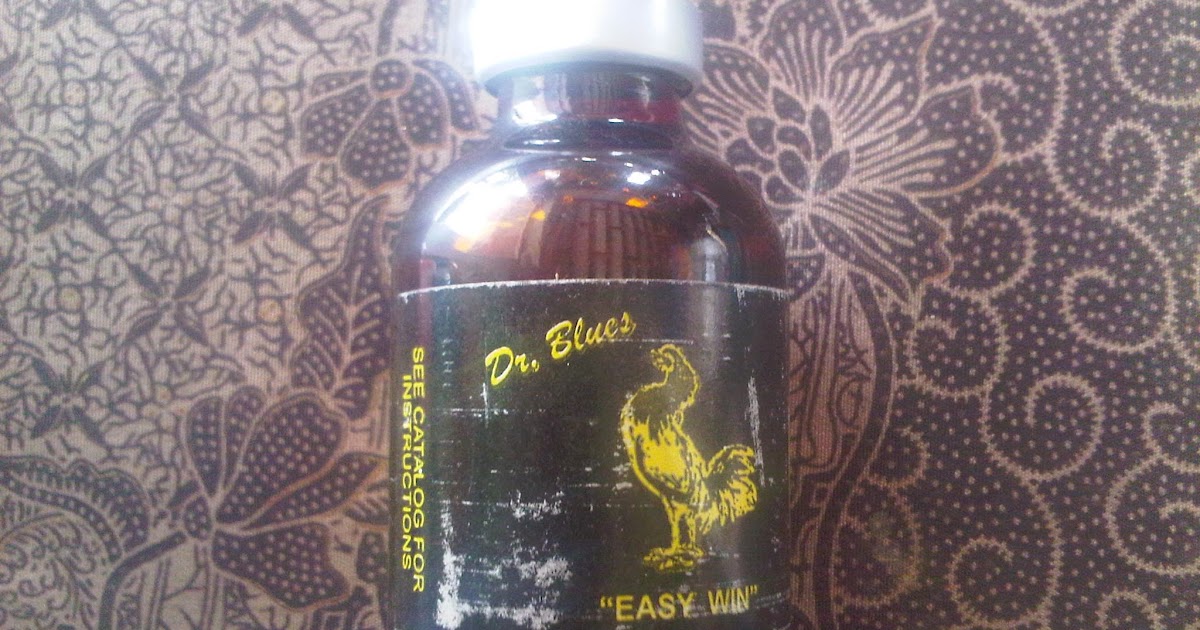 Dr. Blues
SEE CATALOG FOR
INSTRUCTIONS
"EASY WIN"